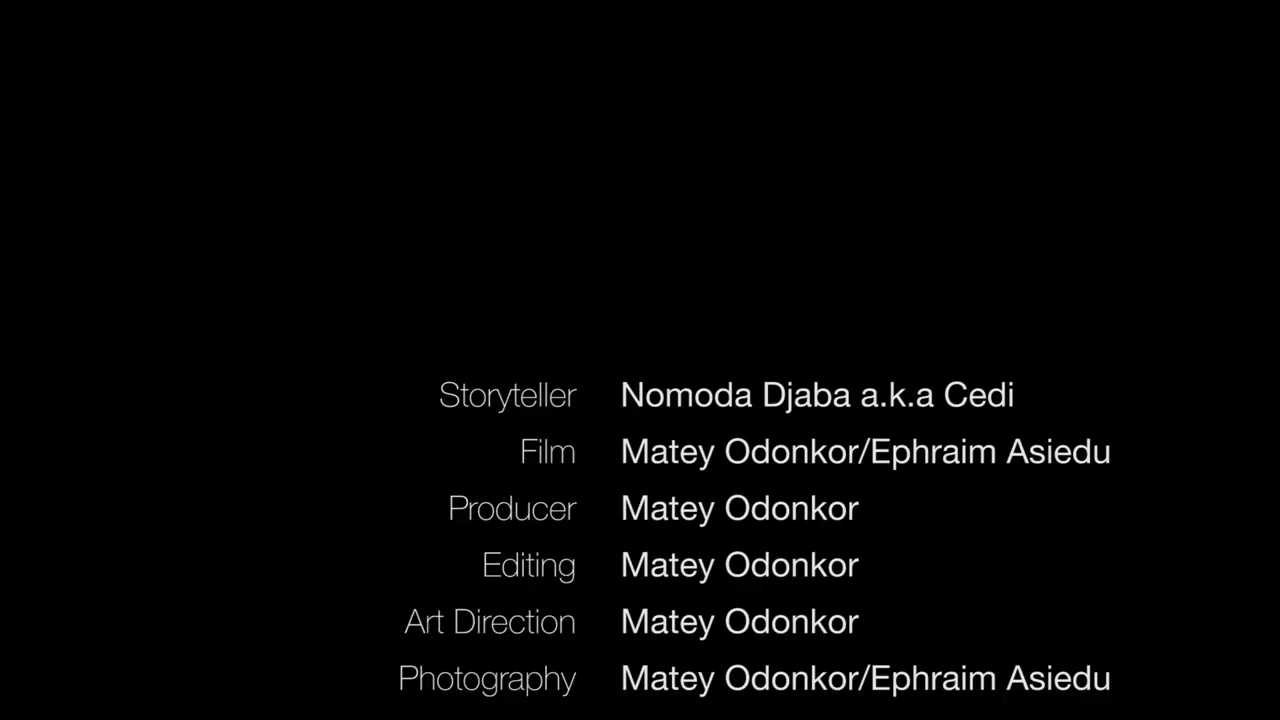 Storyteller Nomoda Djaba a.k.a Cedi
Film Matey Odonkor/Ephraim Asiedu
Producer Matey Odonkor
Editing Matey Odonkor
Art Direction Matey Odonkor
Photography Matey Odonkor/Ephraim Asiedu